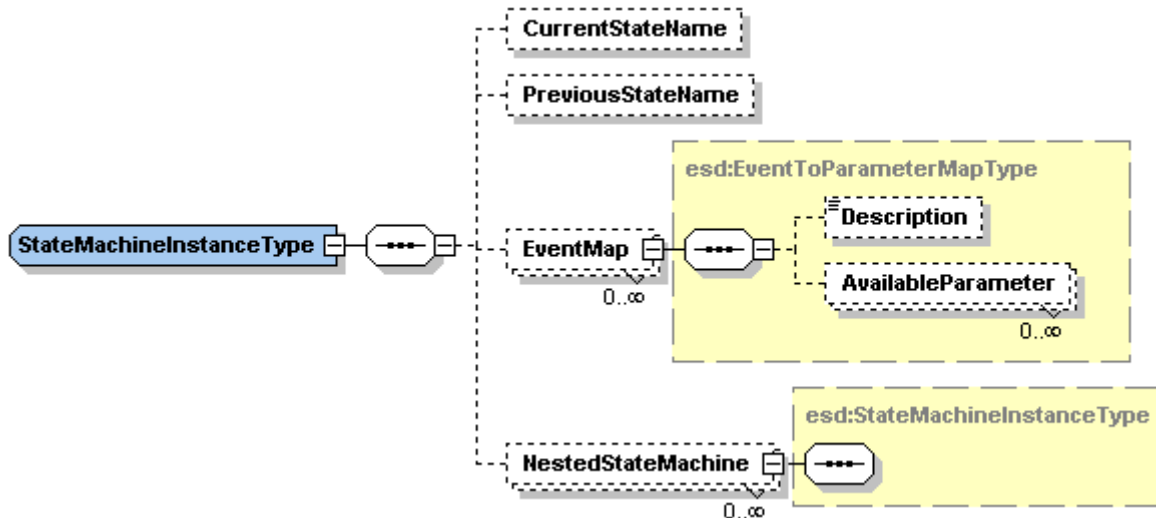 CurrentStateName
PreviousStateName
esd:EventToParameterMapType
Description
StateMachineInstanceType
EventMap
0..∞
AvailableParameter
0..∞
esd:StateMachineInstanceType
NestedStateMachine
0..∞